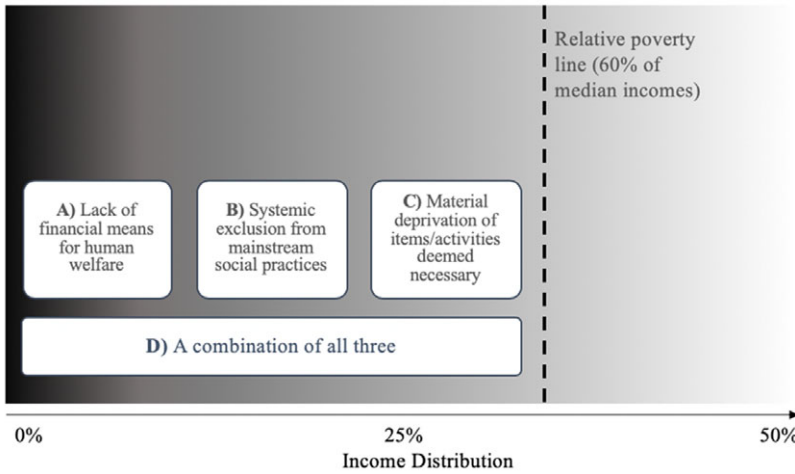 Relative poverty
line (60% of
median incomes)
A) Lack of
financial means
for human
welfare
B) Systemic
exclusion from
mainstream
social practices
C) Material
deprivation of
items/activities
deemed
necessary
D) A combination of all three
0%
25%
50%
Income Distribution